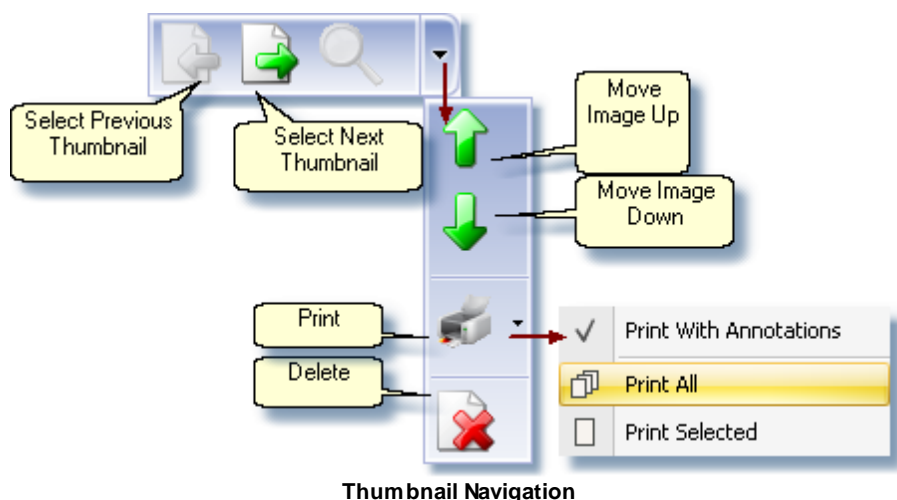 Select Previous
Thumbnail
Select Next
Thumbnail
Move
Image Up
Move Image
Down
Print
Delete
Print With Annotations
Print All
Print Selected
Thumbnail Navigation